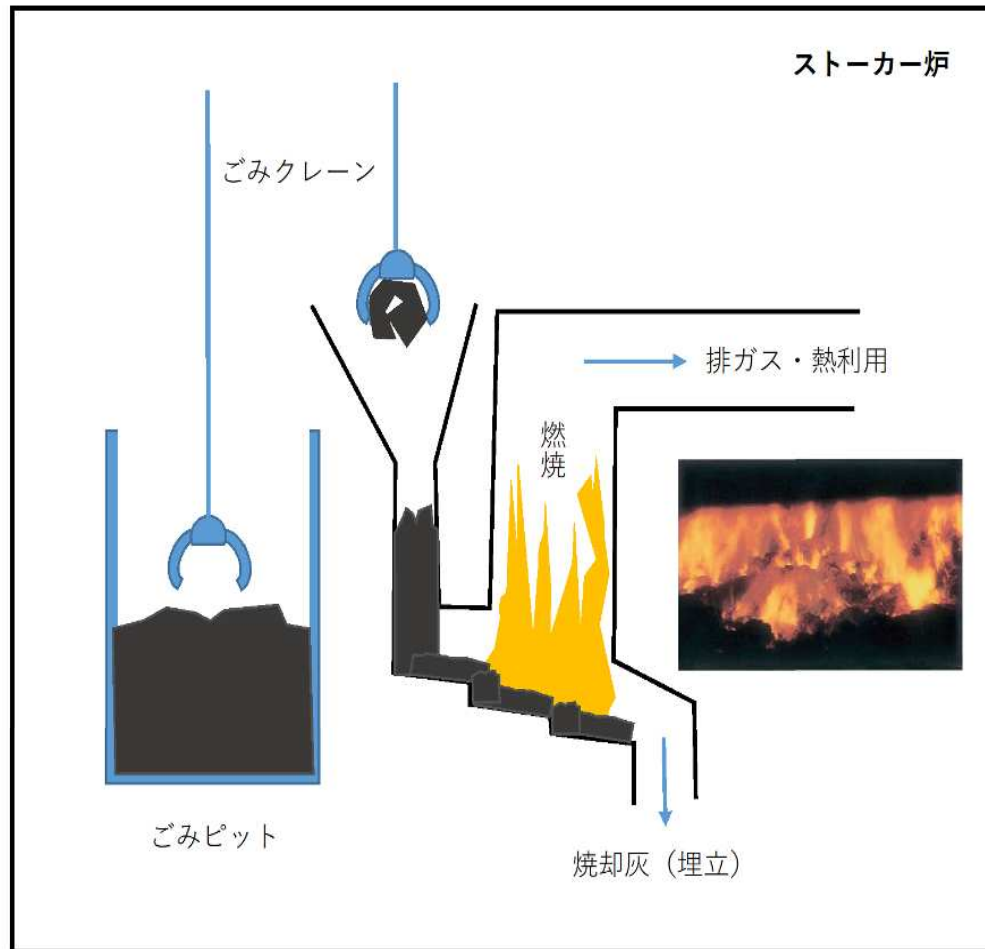 ストーカー炉
ごみクレーン
排ガス・熱利用
燃
焼
ごみピット
焼却灰（埋立）